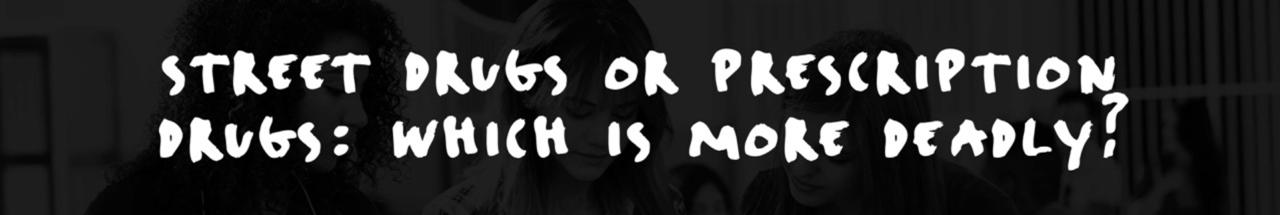 STREET DRUGS OR PRESCRIPTION
DRUGS: WHICH IS MORE DEADLY?